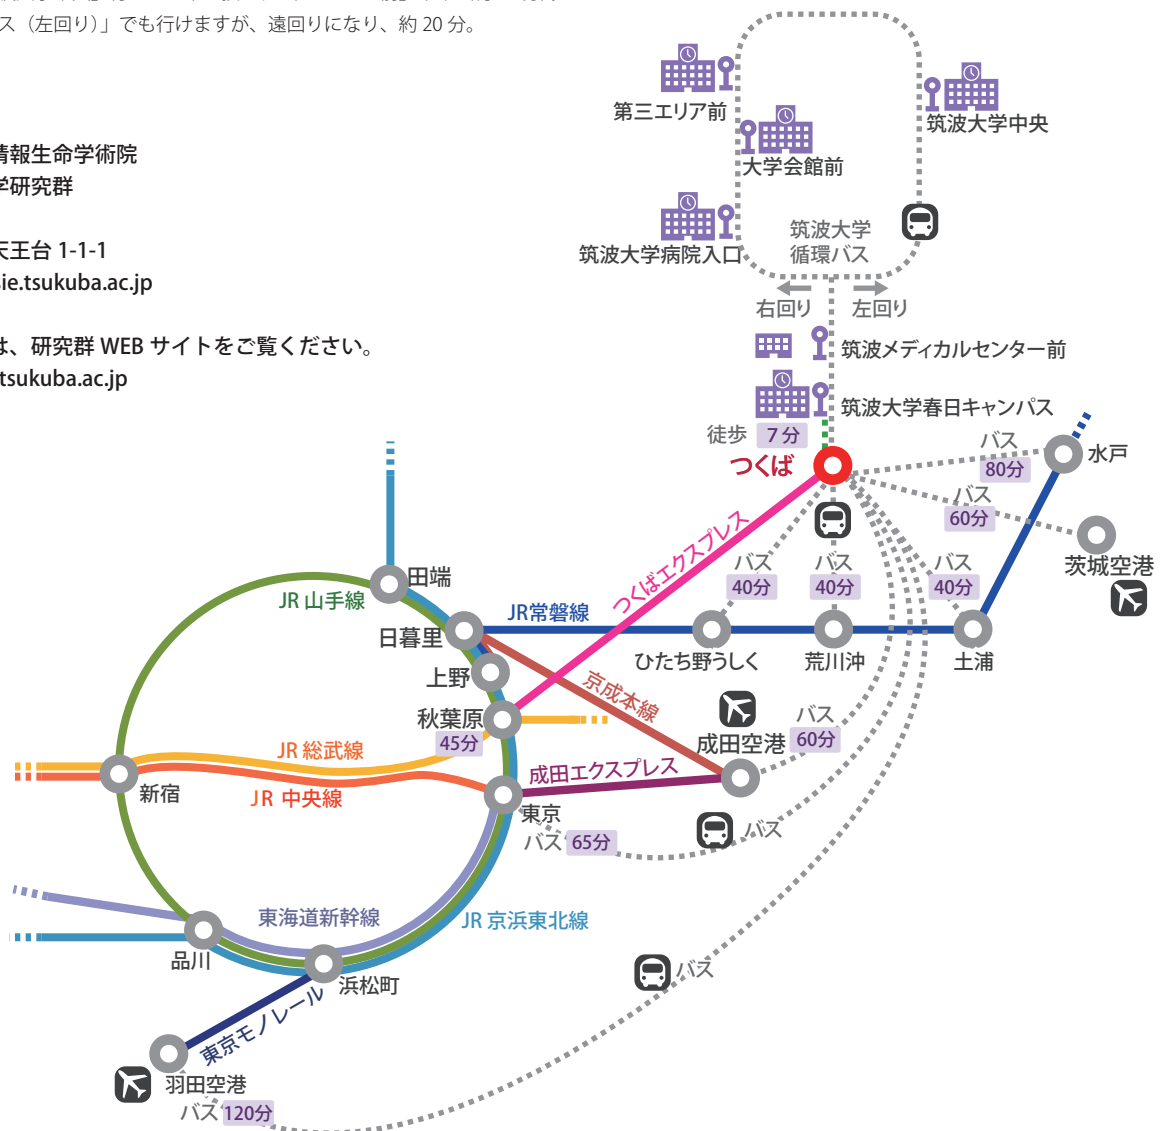 ス（左回り）」でも行けますが、遠回りになり、約 20 分。
情報生命学術院
学研究群
天王台 1-1-1
sie.tsukuba.ac.jp
は、研究群 WEB サイトをご覧ください。
tsukuba.ac.jp
第三エリア前
筑波大学中央
大学会館前
筑波大学病院入口
筑波大学
循環バス
右回り
左回り
筑波メディカルセンター前
筑波大学春日キャンパス
徒歩 7 分
つくば
バス
80分
水戸
バス
60分
茨城空港
つくばエクスプレス
バス
40分
バス
40分
バス
40分
田端
JR 山手線
日暮里
JR常磐線
ひたち野うしく
荒川沖
土浦
上野
京成本線
秋葉原
45分
成田空港
バス
60分
JR 総武線
成田エクスプレス
新宿
JR 中央線
東京
バス 65分
バス
東海道新幹線
JR 京浜東北線
品川
浜松町
バス
東京モノレール
羽田空港
バス 120分